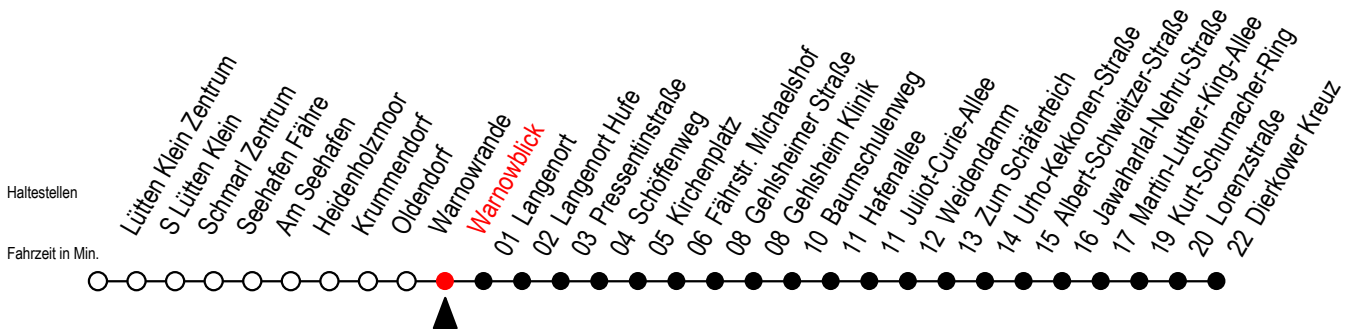 Haltestellen
Fahrzeit in Min.
Lütten Klein Zentrum
S Lütten Klein
Schmarl Zentrum
Seehafen Fähre
Am Seehafen
Heidenholzmoor
Krummendorf
Oldendorf
Warnowrande
Warnowblick
01 Langenort
02 Langenort Hufe
03 Pressentinstraße
04 Schöffenweg
05 Kirchenplatz
06 Fährstr. Michaelshof
08 Gehlsheimer Straße
08 Gehlsheim Klinik
10 Baumschulenweg
11 Hafenallee
11 Juliot-Curie-Allee
12 Weidendamm
13 Zum Schäferteich
14 Urho-Kekkonen-Straße
15 Albert-Schweitzer-Straße
16 Jawaharlal-Nehru-Straße
17 Martin-Luther-King-Allee
19 Kurt-Schumacher-Ring
20 Lorenzstraße
22 Dierkower Kreuz